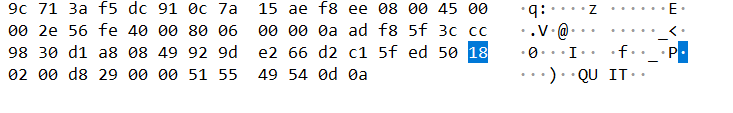 9c 71 3a f5 dc 91 0c 7a 15 ae f8 ee 08 00 45 00 ·q:····z ······E·
00 2e 56 fe 40 00 80 06 00 00 0a ad f8 5f 3c cc ·.V·@··· ·····_<·
98 30 d1 a8 08 49 92 9d e2 66 d2 c1 5f ed 50 18 ·0···I·· ·f··_·P·
02 00 d8 29 00 00 51 55 49 54 0d 0a ···)··QU IT··